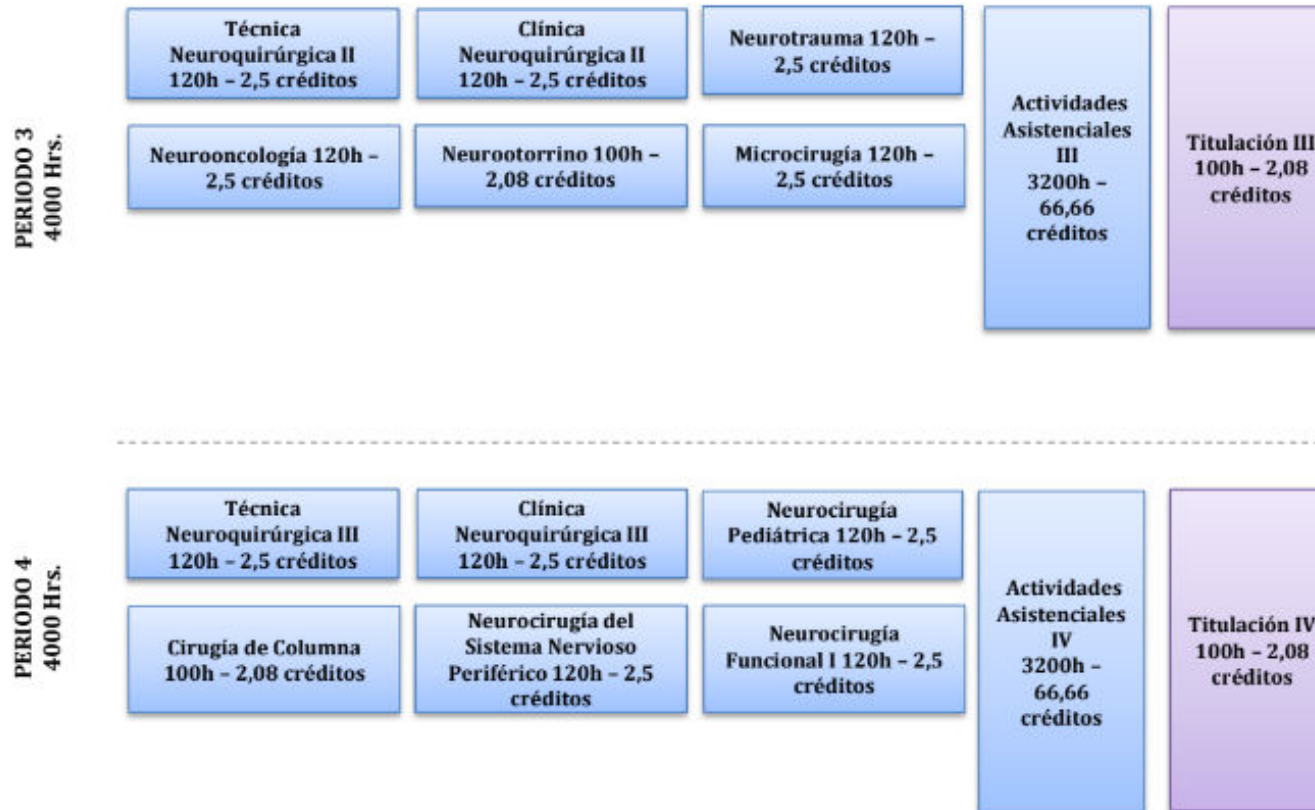 PERIODO 3
4000 Hrs.
Técnica
Neuroquirúrgica II
120h – 2,5 créditos
Clínica
Neuroquirúrgica II
120h – 2,5 créditos
Neurotrauma 120h –
2,5 créditos
Neurooncología 120h –
2,5 créditos
Neurootorrino 100h –
2,08 créditos
Microcirugía 120h –
2,5 créditos
Actividades
Asistenciales
III
3200h –
66,66
créditos
Titulación III
100h – 2,08
créditos
PERIODO 4
4000 Hrs.
Técnica
Neuroquirúrgica III
120h – 2,5 créditos
Clínica
Neuroquirúrgica III
120h – 2,5 créditos
Neurocirugía
Pediátrica 120h – 2,5
créditos
Cirugía de Columna
100h – 2,08 créditos
Neurocirugía del
Sistema Nervioso
Periférico 120h – 2,5
créditos
Neurocirugía
Funcional I 120h – 2,5
créditos
Actividades
Asistenciales
IV
3200h –
66,66
créditos
Titulación IV
100h – 2,08
créditos